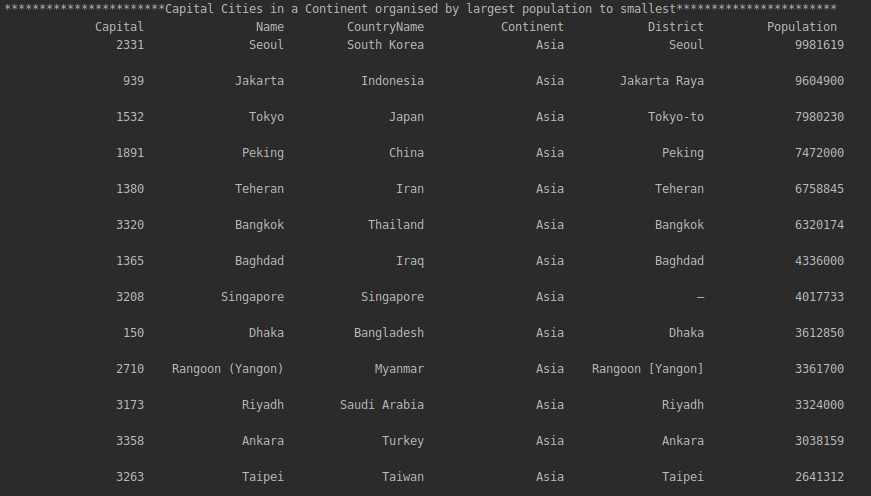 ***********************Capital Cities in a Continent organised by largest population to smallest***********************
Capital Name CountryName Continent District Population
2331 Seoul South Korea Asia Seoul 9981619
939 Jakarta Indonesia Asia Jakarta Raya 9604900
1532 Tokyo Japan Asia Tokyo-to 7980230
1891 Peking China Asia Peking 7472000
1380 Teheran Iran Asia Teheran 6758845
3320 Bangkok Thailand Asia Bangkok 6320174
1365 Baghdad Iraq Asia Baghdad 4336000
3208 Singapore Singapore Asia – 4017733
150 Dhaka Bangladesh Asia Dhaka 3612850
2710 Rangoon (Yangon) Myanmar Asia Rangoon [Yangon] 3361700
3173 Riyadh Saudi Arabia Asia Riyadh 3324000
3358 Ankara Turkey Asia Ankara 3038159
3263 Taipei Taiwan Asia Taipei 2641312